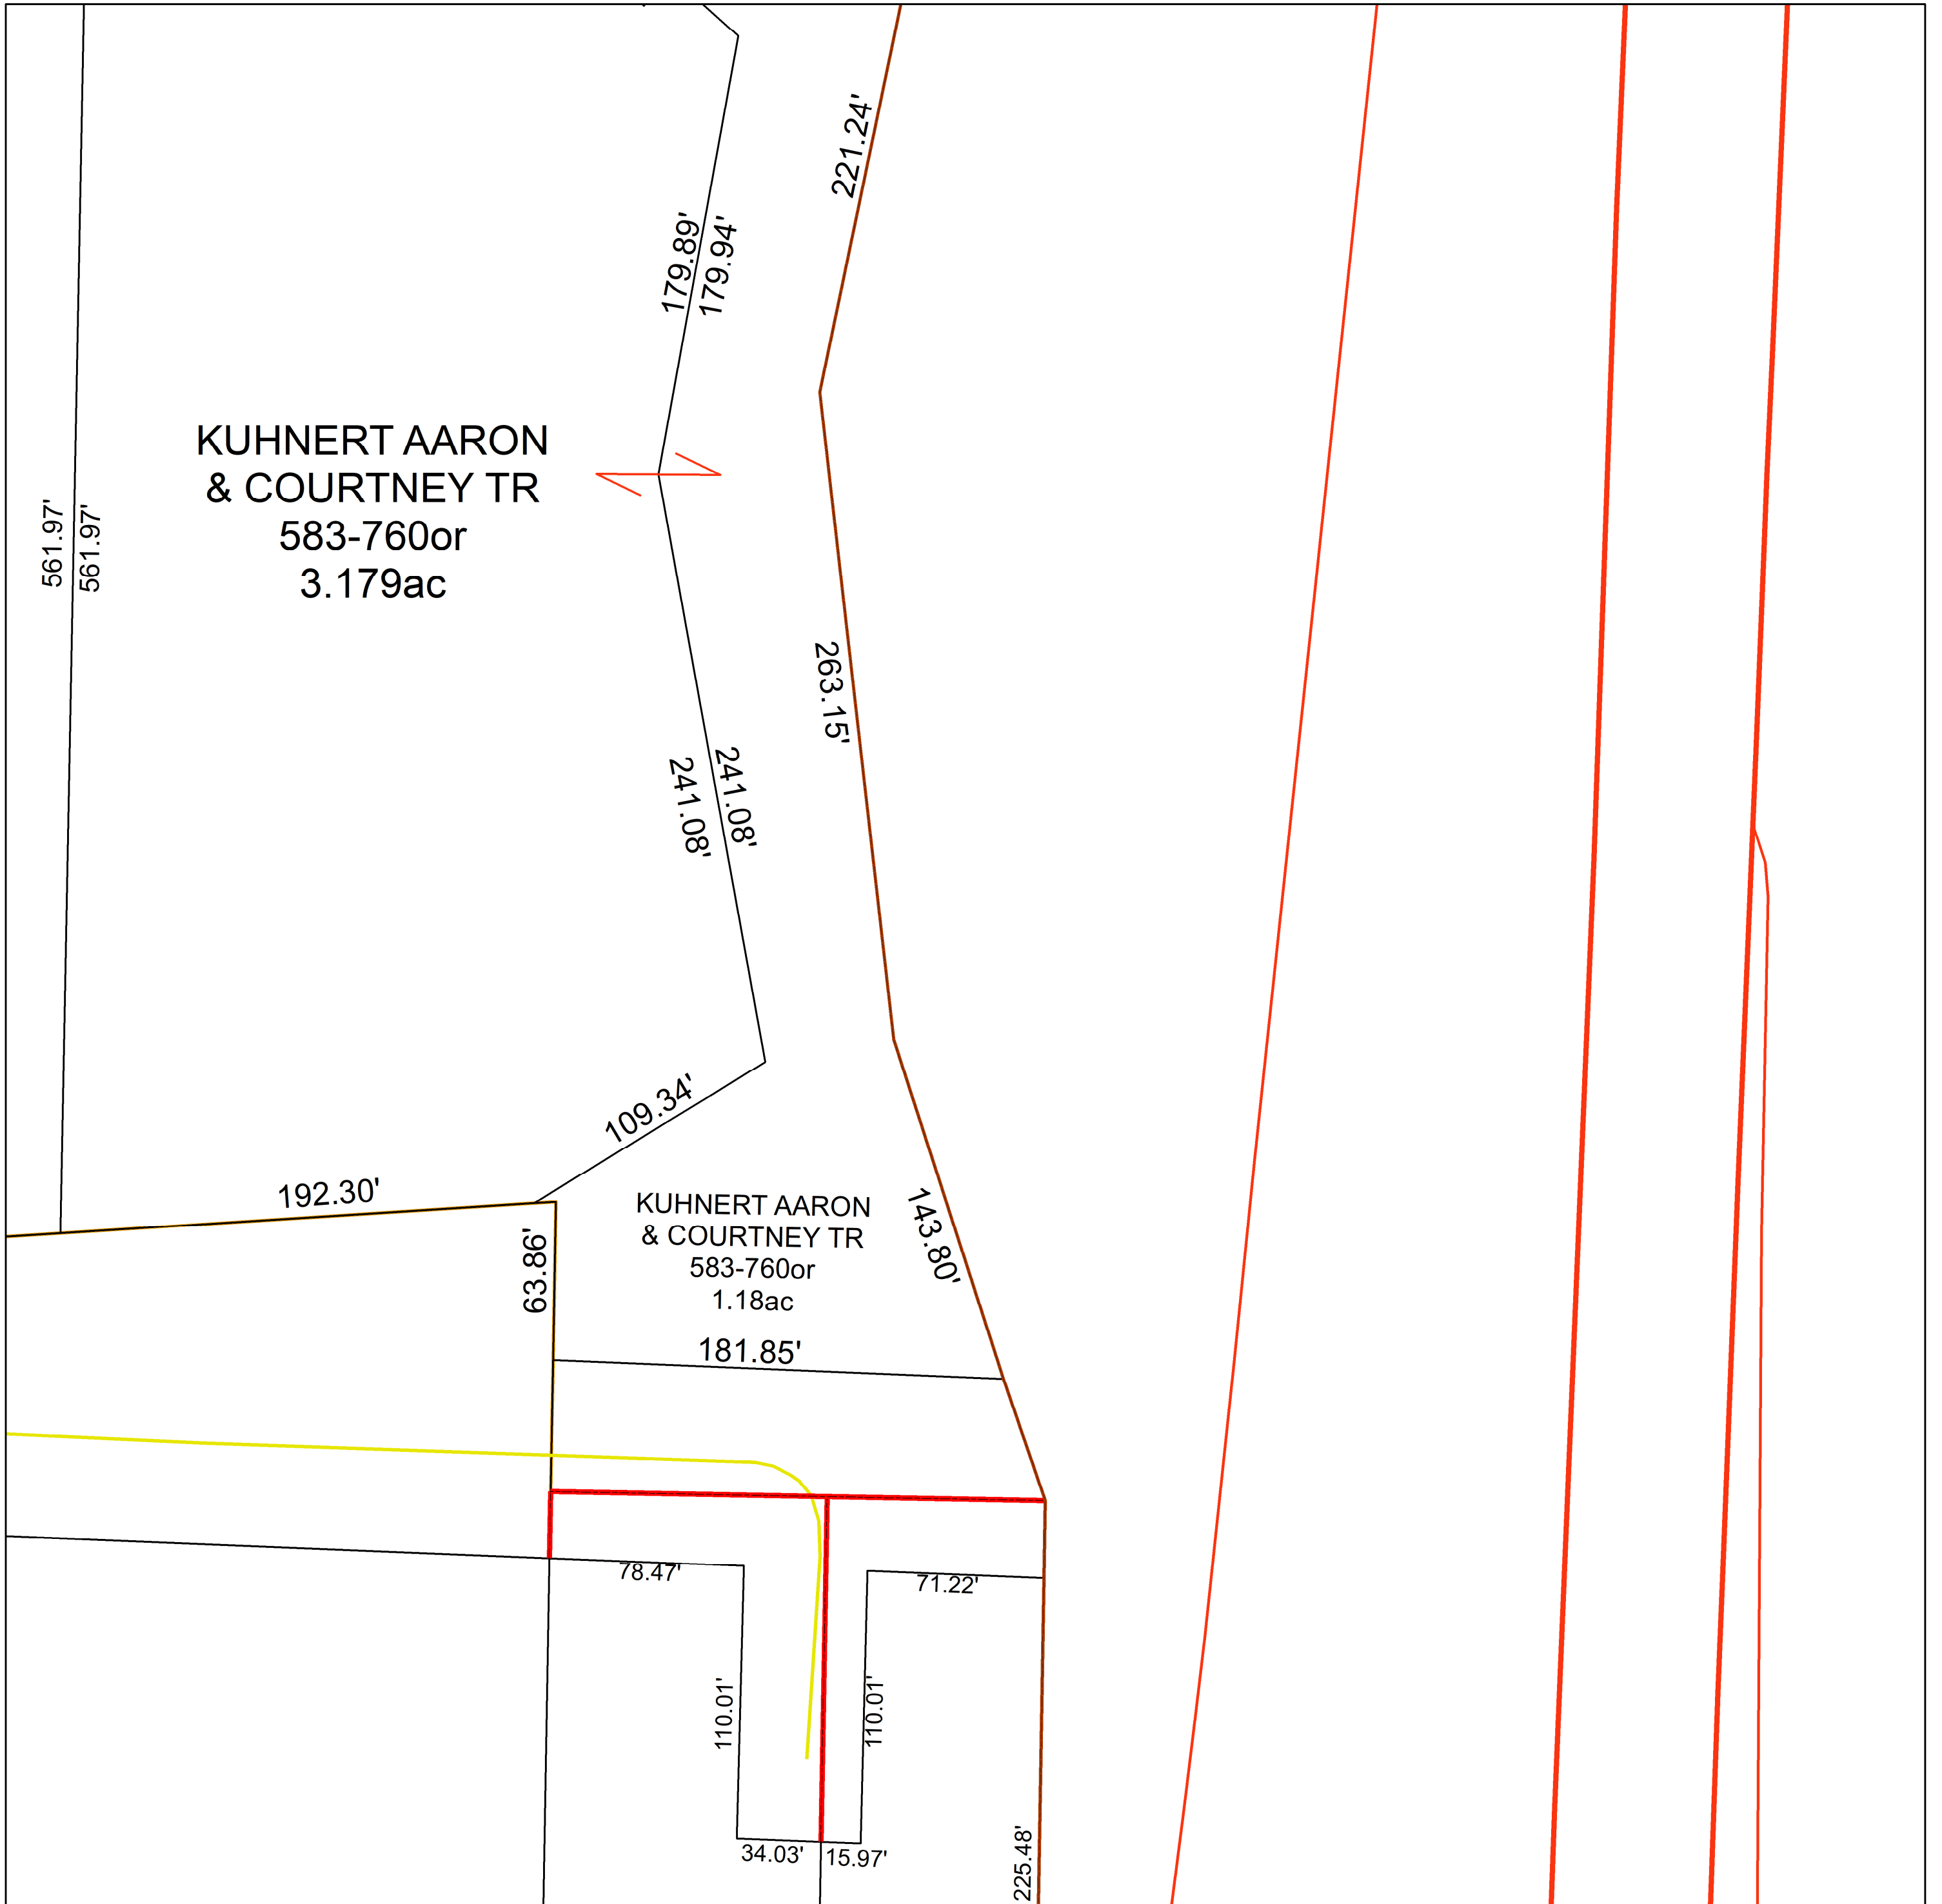 221.24'
179.89'
179.94'
KUHNERT AARON
& COURTNEY TR
583-760or
3.179ac
561.97'
561.97'
263.15'
241.08'
241.08'
109.34'
192.30'
63.86'
KUHNERT AARON
& COURTNEY TR
583-760or
1.18ac
143.80'
181.85'
78.47'
71.22'
110.01'
110.01'
34.03'
15.97'
225.48'